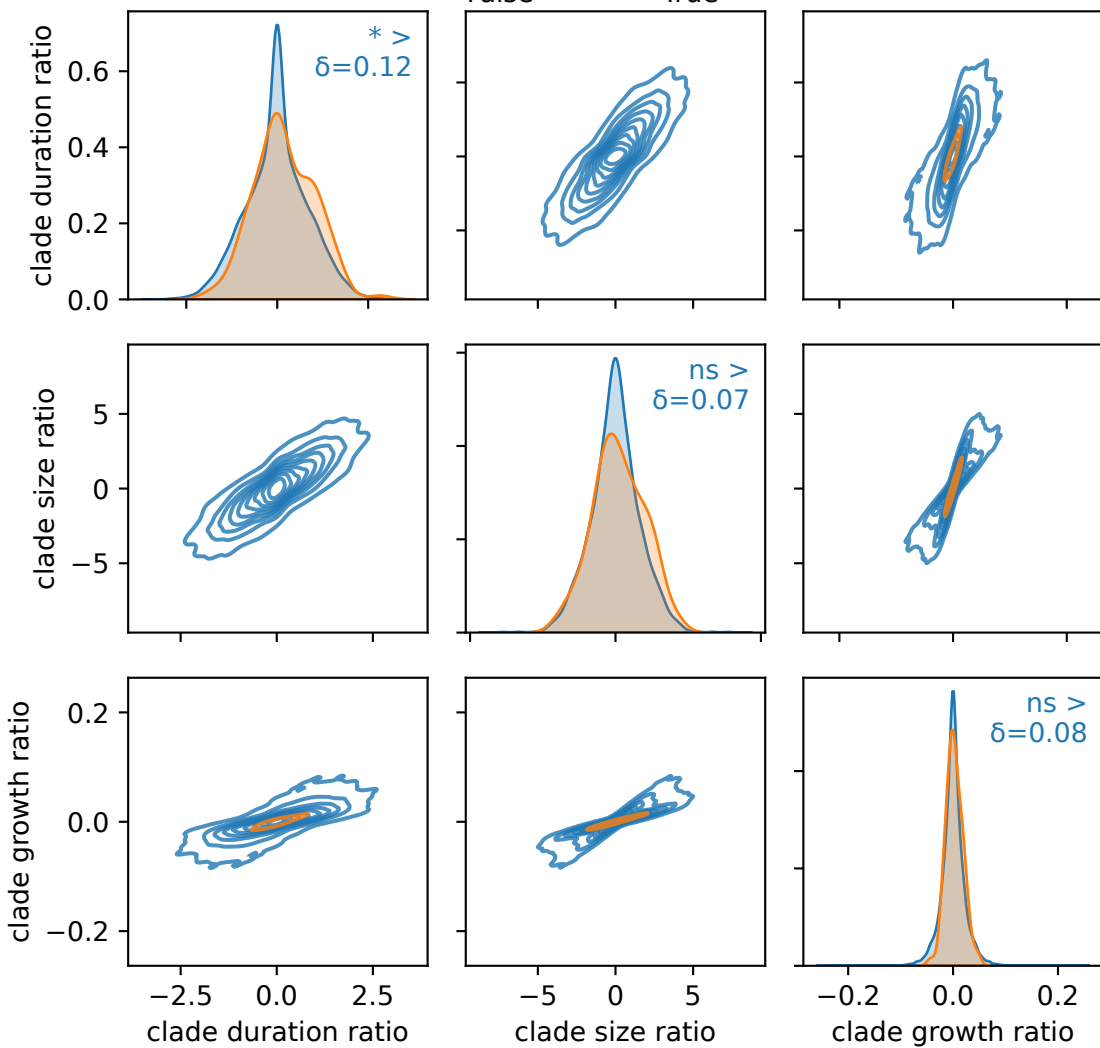 clade duration ratio
0.6
0.4
0.2
0.0
* >
δ=0.12
clade size ratio
5
0
−5
ns >
δ=0.07
clade growth ratio
0.2
0.0
−0.2
ns >
δ=0.08
−2.5 0.0 2.5
−5 0 5
−0.2 0.0 0.2
clade duration ratio
clade size ratio
clade growth ratio